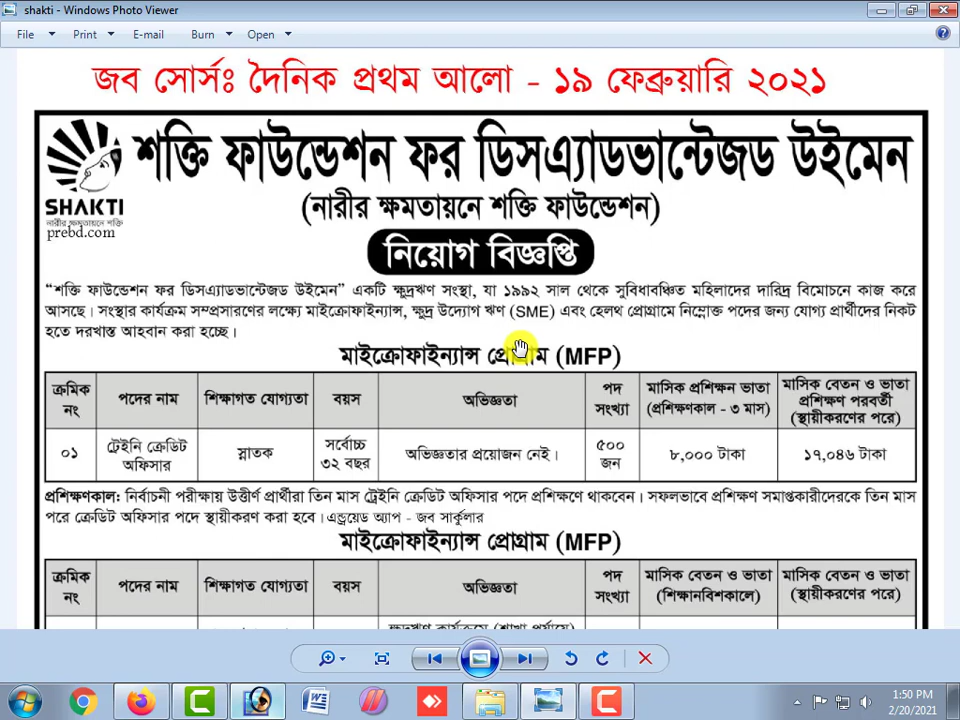 shakti - Windows Photo Viewer
File Print E-mail Burn Open
জব সোর্সঃ দৈনিক প্রথম আলো - ১৯ ফেব্রুয়ারি ২০২১
শক্তি ফাউন্ডেশন ফর ডিসএ্যাডভান্টেজড উইমেন
(নারীর ক্ষমতায়নে শক্তি ফাউন্ডেশন)
SHAKTI
নারীর ক্ষমতায়নে শক্তি
prebd.com
নিয়োগ বিজ্ঞপ্তি
“শক্তি ফাউন্ডেশন ফর ডিসএ্যাডভান্টেজড উইমেন” একটি ক্ষুদ্রঋণ সংস্থা, যা ১৯৯২ সাল থেকে সুবিধাবঞ্চিত মহিলাদের দারিদ্র বিমোচনে কাজ করে
আসছে। সংস্থার কার্যক্রম সম্প্রসারণের লক্ষ্যে মাইক্রোফাইন্যান্স, ক্ষুদ্র উদ্যোগ ঋণ (SME) এবং হেলথ প্রোগ্রামে নিম্নোক্ত পদের জন্য যোগ্য প্রার্থীদের নিকট
হতে দরখাস্ত আহবান করা হচ্ছে।
মাইক্রোফাইন্যান্স প্রোগ্রাম (MFP)
ক্রমিক নং পদের নাম শিক্ষাগত যোগ্যতা বয়স অভিজ্ঞতা পদ সংখ্যা মাসিক প্রশিক্ষন ভাতা (প্রশিক্ষণকাল - ৩ মাস) মাসিক বেতন ও ভাতা প্রশিক্ষণ পরবর্তী (স্থায়ীকরণের পরে)
০১ ট্রেইনি ক্রেডিট অফিসার স্নাতক সর্বোচ্চ ৩২ বছর অভিজ্ঞতার প্রয়োজন নেই। ৫০০ জন ৮,০০০ টাকা ১৭,০৪৬ টাকা
প্রশিক্ষণকাল: নির্বাচনী পরীক্ষায় উত্তীর্ণ প্রার্থীরা তিন মাস ট্রেইনি ক্রেডিট অফিসার পদে প্রশিক্ষণে থাকবেন। সফলভাবে প্রশিক্ষণ সমাপ্তকারীদেরকে তিন মাস
পরে ক্রেডিট অফিসার পদে স্থায়ীকরণ করা হবে। এন্ড্রয়েড অ্যাপ - জব সার্কুলার
মাইক্রোফাইন্যান্স প্রোগ্রাম (MFP)
ক্রমিক নং পদের নাম শিক্ষাগত যোগ্যতা বয়স অভিজ্ঞতা পদ সংখ্যা মাসিক বেতন ও ভাতা (শিক্ষানবিশকালে) মাসিক বেতন ও ভাতা (স্থায়ীকরণের পরে)
1:50 PM
2/20/2021